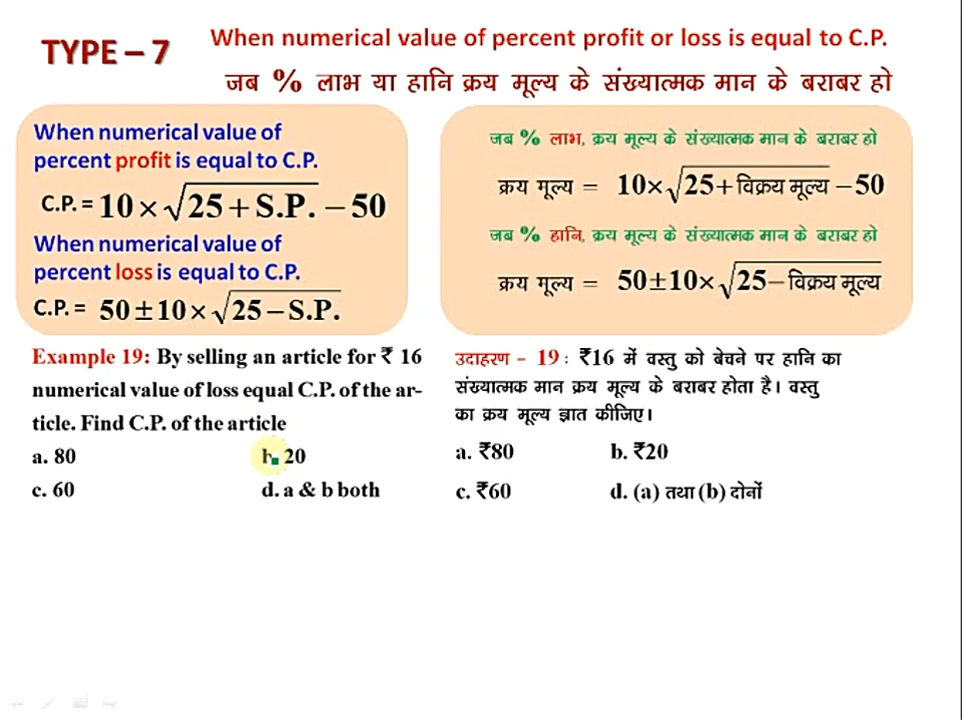 TYPE – 7
When numerical value of percent profit or loss is equal to C.P.
जब % लाभ या हानि क्रय मूल्य के संख्यात्मक मान के बराबर हो
When numerical value of
percent profit is equal to C.P.
C.P. = 10 × √25 + S.P. – 50
When numerical value of
percent loss is equal to C.P.
C.P. = 50 ± 10 × √25 – S.P.
जब % लाभ, क्रय मूल्य के संख्यात्मक मान के बराबर हो
क्रय मूल्य = 10×√25+विक्रय मूल्य –50
जब % हानि, क्रय मूल्य के संख्यात्मक मान के बराबर हो
क्रय मूल्य = 50±10×√25–विक्रय मूल्य
Example 19: By selling an article for ₹ 16
numerical value of loss equal C.P. of the ar-
ticle. Find C.P. of the article
a. 80 b. 20
c. 60 d. a & b both
उदाहरण - 19 : ₹16 में वस्तु को बेचने पर हानि का
संख्यात्मक मान क्रय मूल्य के बराबर होता है। वस्तु
का क्रय मूल्य ज्ञात कीजिए।
a. ₹80 b. ₹20
c. ₹60 d. (a) तथा (b) दोनों